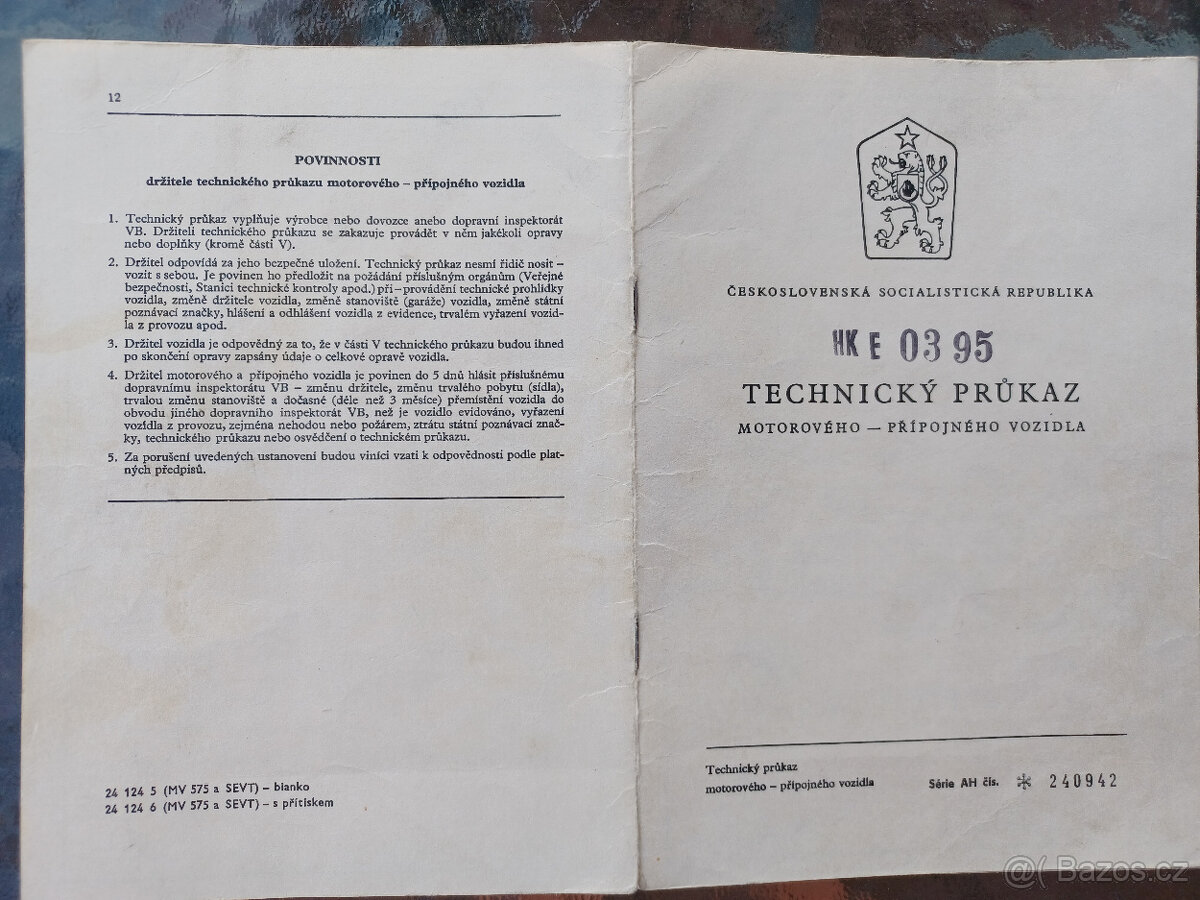 12
POVINNOSTI
držitele technického průkazu motorového – přípojného vozidla
1. Technický průkaz vyplňuje výrobce nebo dovozce anebo dopravní inspektorát
VB. Držiteli technického průkazu se zakazuje provádět v něm jakékoli opravy
nebo doplňky (kromě části V).
2. Držitel odpovídá za jeho bezpečné uložení. Technický průkaz nesmí řidič nosit –
vozit s sebou. Je povinen ho předložit na požádání příslušným orgánům (Veřejné
bezpečnosti, Stanici technické kontroly apod.) při–provádění technické prohlídky
vozidla, změně držitele vozidla, změně stanoviště (garáže) vozidla, změně státní
poznávací značky, hlášení a odhlášení vozidla z evidence, trvalém vyřazení vozid-
la z provozu apod.
3. Držitel vozidla je odpovědný za to, že v části V technického průkazu budou ihned
po skončení opravy zapsány údaje o celkové opravě vozidla.
4. Držitel motorového a přípojného vozidla je povinen do 5 dnů hlásit příslušnému
dopravnímu inspektorátu VB – změnu držitele, změnu trvalého pobytu (sídla),
trvalou změnu stanoviště a dočasné (déle než 3 měsíce) přemístění vozidla do
obvodu jiného dopravního inspektorát VB, než je vozidlo evidováno, vyřazení
vozidla z provozu, zejména nehodou nebo požárem, ztrátu státní poznávací znač-
ky, technického průkazu nebo osvědčení o technickém průkazu.
5. Za porušení uvedených ustanovení budou viníci vzati k odpovědnosti podle plat-
ných předpisů.
24 124 5 (MV 575 a SEVT) – blanko
24 124 6 (MV 575 a SEVT) – s přítiskem
ČESKOSLOVENSKÁ SOCIALISTICKÁ REPUBLIKA
HK E 03 95
TECHNICKÝ PRŮKAZ
MOTOROVÉHO — PŘÍPOJNÉHO VOZIDLA
Technický průkaz
motorového – přípojného vozidla
Série AH čís. ✻ 240942
@( Bazos.cz